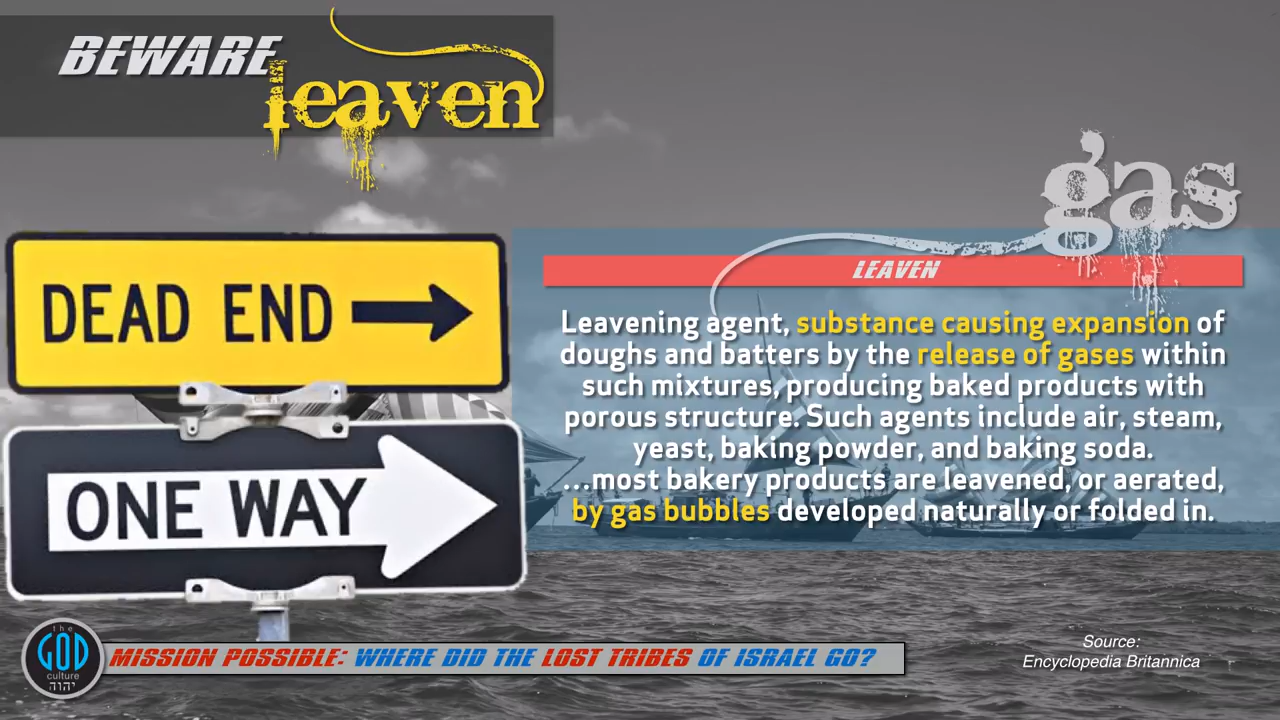 BEWARE
leaven
gas
DEAD END
LEAVEN
Leavening agent, substance causing expansion of
doughs and batters by the release of gases within
such mixtures, producing baked products with
porous structure. Such agents include air, steam,
yeast, baking powder, and baking soda.
...most bakery products are leavened, or aerated,
by gas bubbles developed naturally or folded in.
ONE WAY
the
GOD
culture
יהוה
MISSION POSSIBLE: WHERE DID THE LOST TRIBES OF ISRAEL GO?
Source:
Encyclopedia Britannica